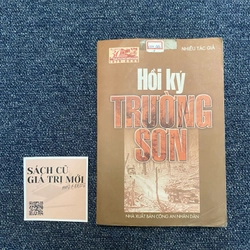 NHIỀU TÁC GIẢ
Hồi ký
TRƯỜNG
SƠN
NHÀ XUẤT BẢN CÔNG AN NHÂN DÂN
SÁCH CŨ
GIÁ TRỊ MỚI